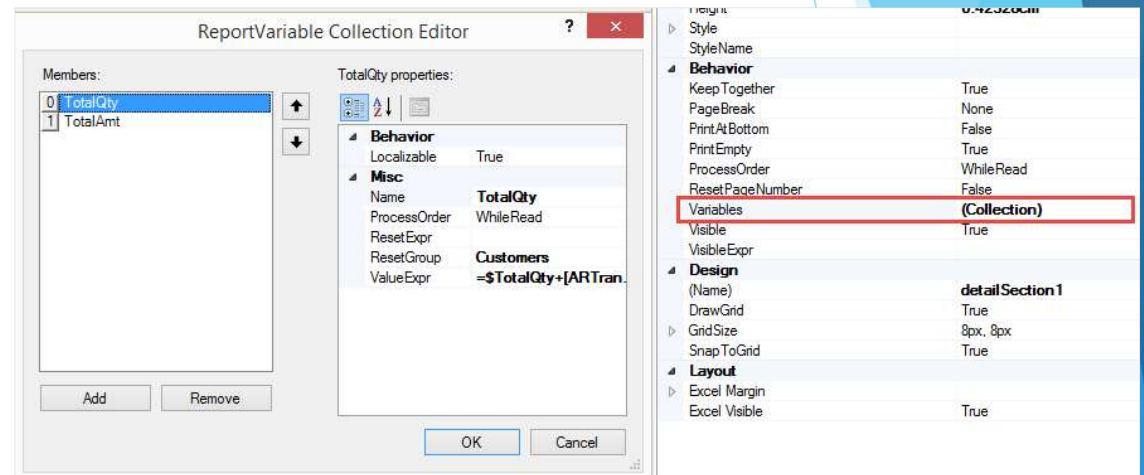 ReportVariable Collection Editor
?
×
Members:
0 TotalQty
1 TotalAmt
Add Remove
TotalQty properties:
Behavior
Localizable True
Misc
Name TotalQty
ProcessOrder WhileRead
ResetExpr
ResetGroup Customers
ValueExpr =$TotalQty+[ARTran.
OK Cancel
Height 0.42328cm
Style
StyleName
Behavior
KeepTogether True
PageBreak None
PrintAtBottom False
PrintEmpty True
ProcessOrder WhileRead
ResetPageNumber False
Variables (Collection)
Visible True
VisibleExpr
Design
(Name) detailSection1
DrawGrid True
GridSize 8px, 8px
SnapToGrid True
Layout
Excel Margin
Excel Visible True